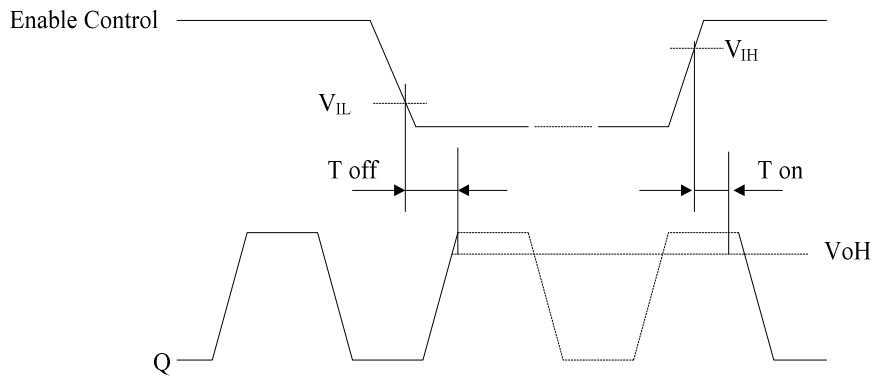 Enable Control
VIH
VIL
T off
T on
VoH
Q